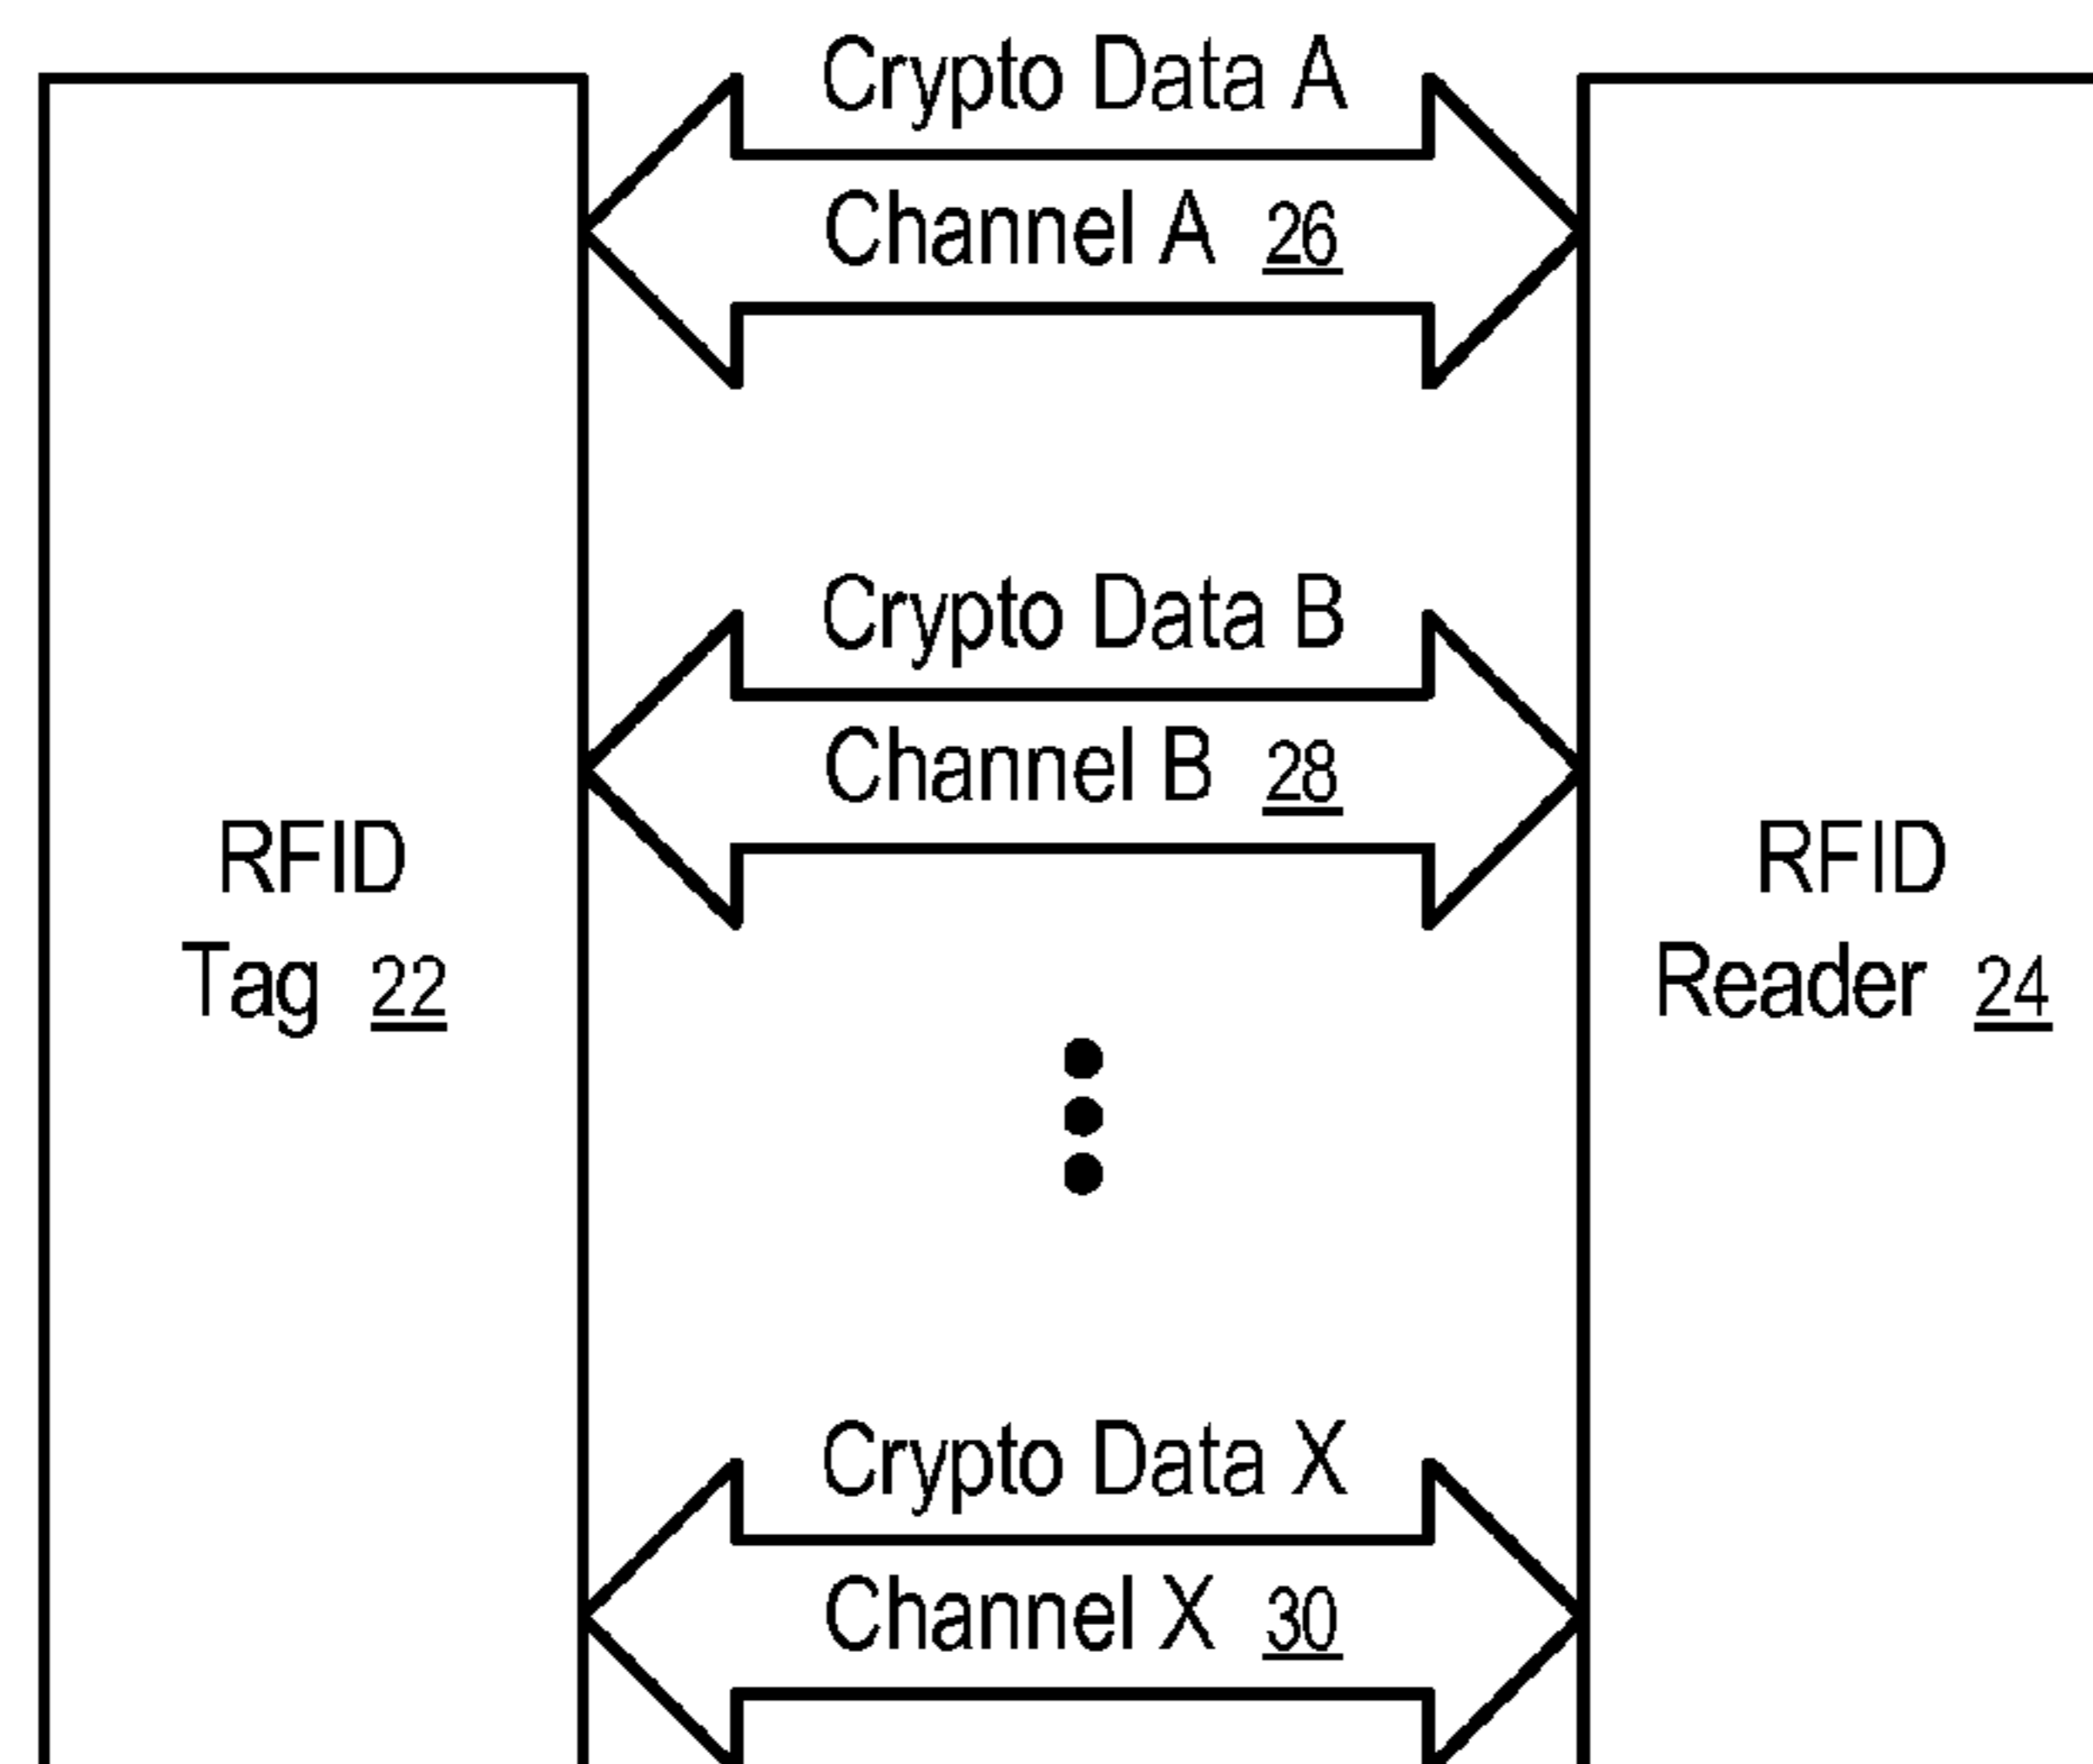 Crypto Data A
Channel A 26
Crypto Data B
Channel B 28
RFID
Tag 22
RFID
Reader 24
Crypto Data X
Channel X 30